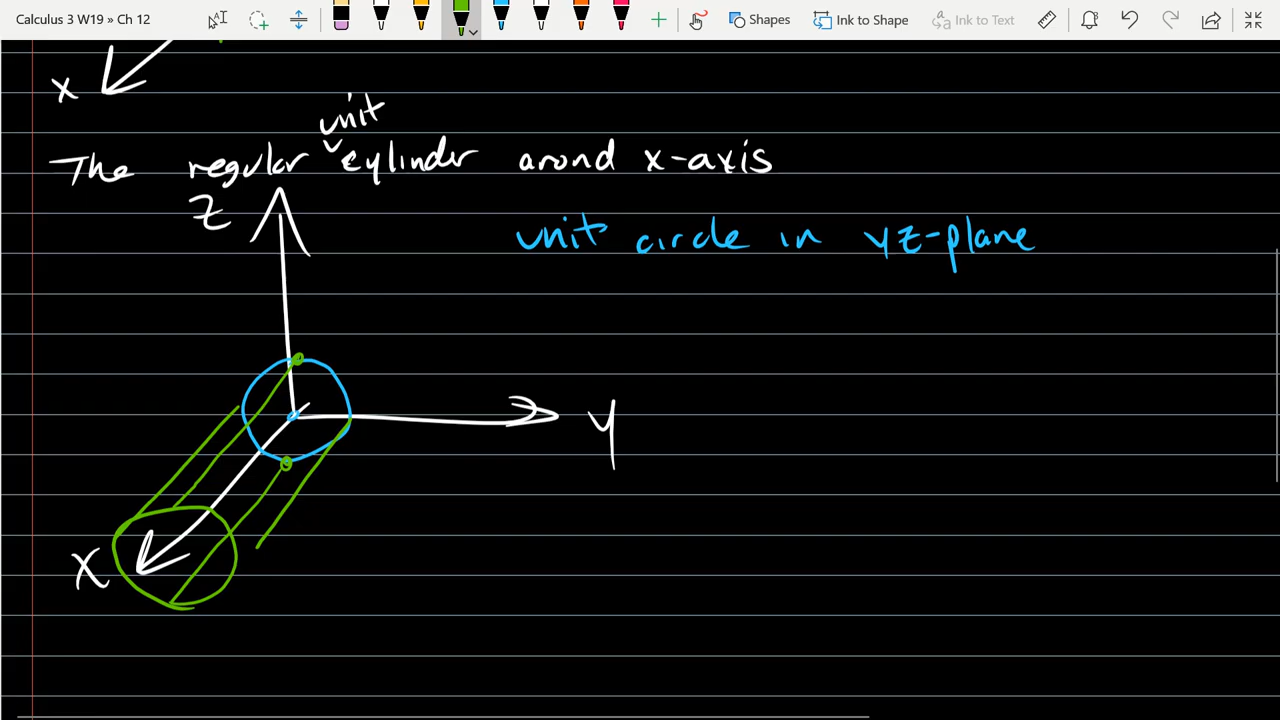 Calculus 3 W19 » Ch 12
Shapes
Ink to Shape
Ink to Text
x
unit
The regular cylinder arond x-axis
z
unit circle in yz-plane
y
x